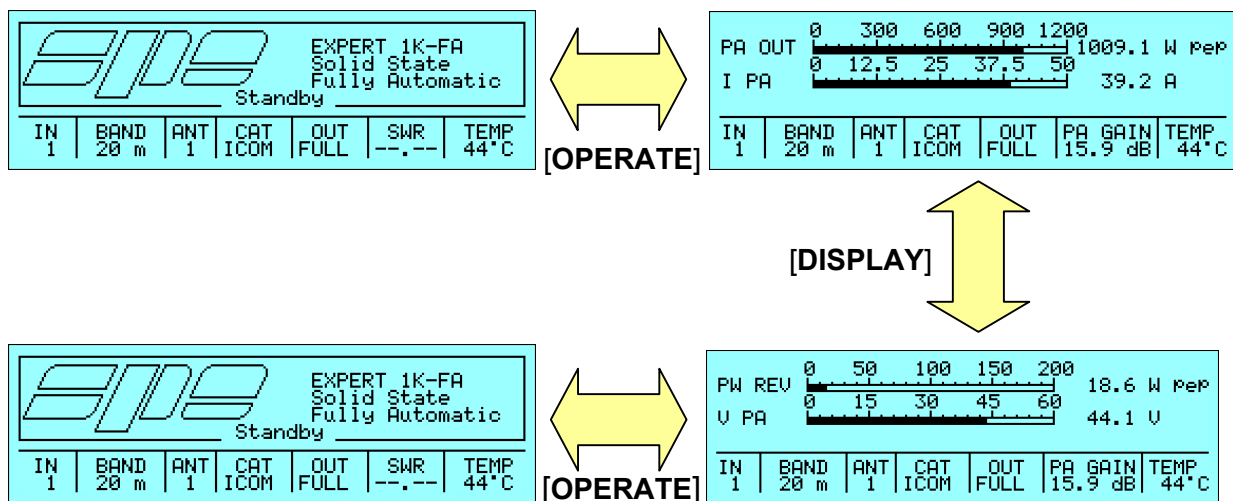 EXPERT 1K-FA
Solid State
Fully Automatic
Standby
IN BAND ANT CAT OUT SWR TEMP
1 20 m 1 ICOM FULL --.-- 44°C
[OPERATE]
0 300 600 900 1200
PA OUT 1009.1 W pep
0 12.5 25 37.5 50
I PA 39.2 A
IN BAND ANT CAT OUT PA GAIN TEMP
1 20 m 1 ICOM FULL 15.9 dB 44°C
[DISPLAY]
EXPERT 1K-FA
Solid State
Fully Automatic
Standby
IN BAND ANT CAT OUT SWR TEMP
1 20 m 1 ICOM FULL --.-- 44°C
[OPERATE]
0 50 100 150 200
PW REV 18.6 W pep
0 15 30 45 60
V PA 44.1 V
IN BAND ANT CAT OUT PA GAIN TEMP
1 20 m 1 ICOM FULL 15.9 dB 44°C